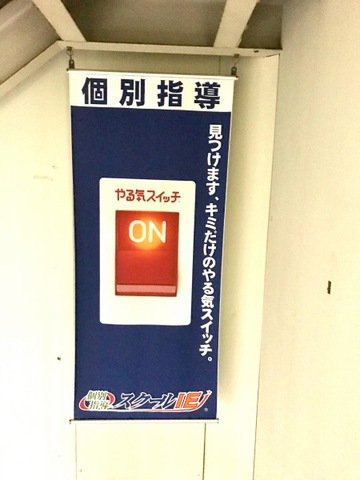 個別指導
見つけます、キミだけのやる気スイッチ。
やる気スイッチ
ON
個別
指導
スクールIE
®